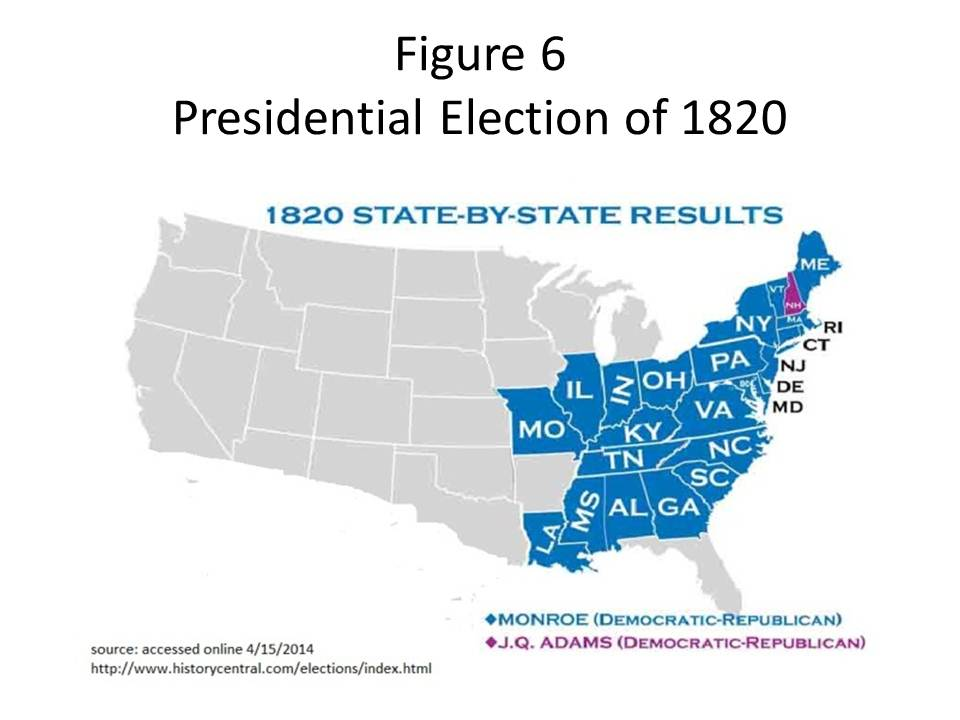 Figure 6
Presidential Election of 1820
1820 STATE-BY-STATE RESULTS
ME
VT
NH
MA
NY
RI
CT
PA
NJ
OH
IN
IL
DE
MD
VA
MO
KY
NC
TN
SC
MS
AL
GA
LA
◆MONROE (DEMOCRATIC-REPUBLICAN)
◆J.Q. ADAMS (DEMOCRATIC-REPUBLICAN)
source: accessed online 4/15/2014
http://www.historycentral.com/elections/index.html